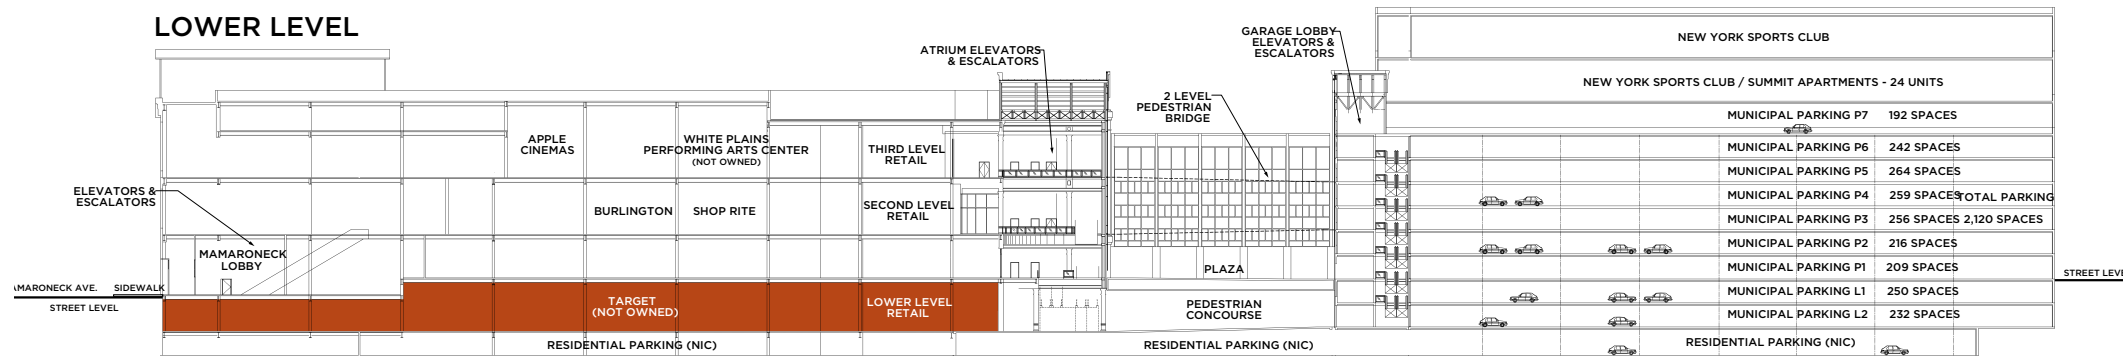 LOWER LEVEL
ATRIUM ELEVATORS
& ESCALATORS
GARAGE LOBBY
ELEVATORS &
ESCALATORS
NEW YORK SPORTS CLUB
NEW YORK SPORTS CLUB / SUMMIT APARTMENTS - 24 UNITS
2 LEVEL
PEDESTRIAN
BRIDGE
MUNICIPAL PARKING P7 192 SPACES
APPLE
CINEMAS
WHITE PLAINS
PERFORMING ARTS CENTER
(NOT OWNED)
THIRD LEVEL
RETAIL
MUNICIPAL PARKING P6 242 SPACES
MUNICIPAL PARKING P5 264 SPACES
ELEVATORS &
ESCALATORS
BURLINGTON
SHOP RITE
SECOND LEVEL
RETAIL
MUNICIPAL PARKING P4 259 SPACES
TOTAL PARKING
MUNICIPAL PARKING P3 256 SPACES
2,120 SPACES
MUNICIPAL PARKING P2 216 SPACES
MAMARONECK
LOBBY
PLAZA
MUNICIPAL PARKING P1 209 SPACES
STREET LEVE
AMARONECK AVE.
SIDEWALK
STREET LEVEL
TARGET
(NOT OWNED)
LOWER LEVEL
RETAIL
PEDESTRIAN
CONCOURSE
MUNICIPAL PARKING L1 250 SPACES
MUNICIPAL PARKING L2 232 SPACES
RESIDENTIAL PARKING (NIC)
RESIDENTIAL PARKING (NIC)
RESIDENTIAL PARKING (NIC)